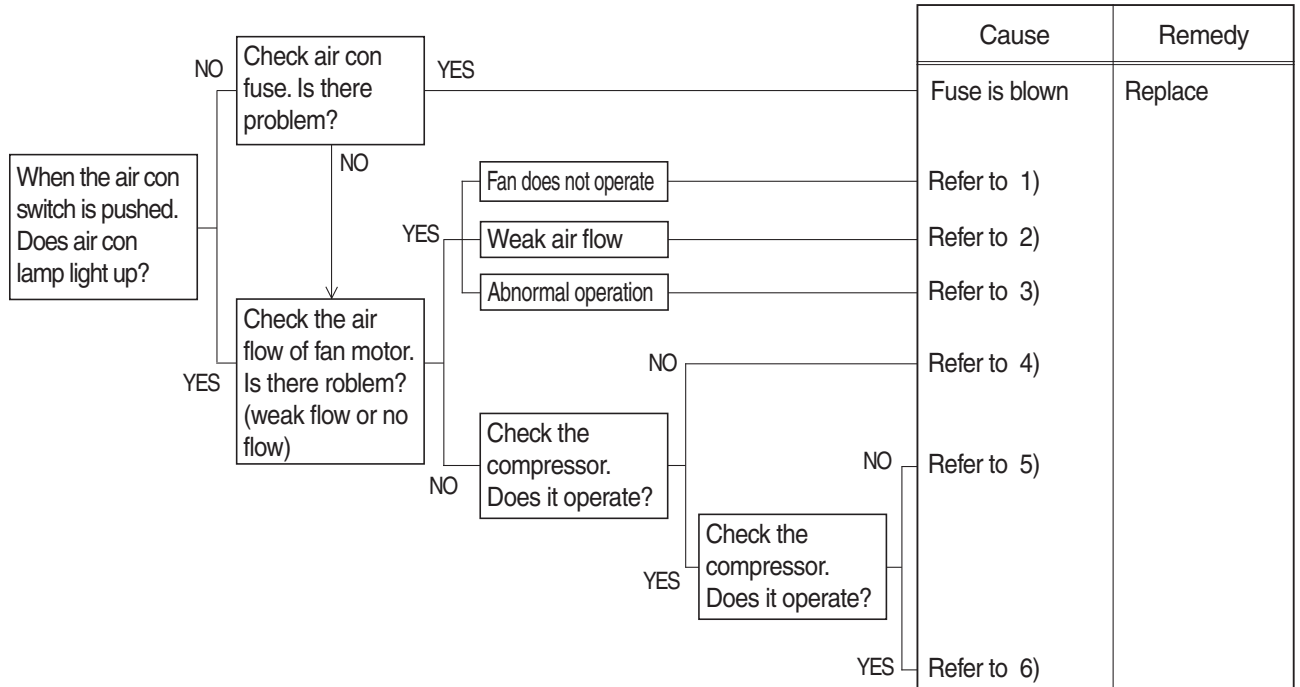 Cause
Remedy
NO
Check air con
fuse. Is there
problem?
YES
Fuse is blown
Replace
NO
When the air con
switch is pushed.
Does air con
lamp light up?
YES
Fan does not operate
Refer to 1)
Weak air flow
Refer to 2)
Abnormal operation
Refer to 3)
YES
Check the air
flow of fan motor.
Is there roblem?
(weak flow or no
flow)
NO
Refer to 4)
NO
Check the
compressor.
Does it operate?
NO
Refer to 5)
YES
Check the
compressor.
Does it operate?
YES
Refer to 6)